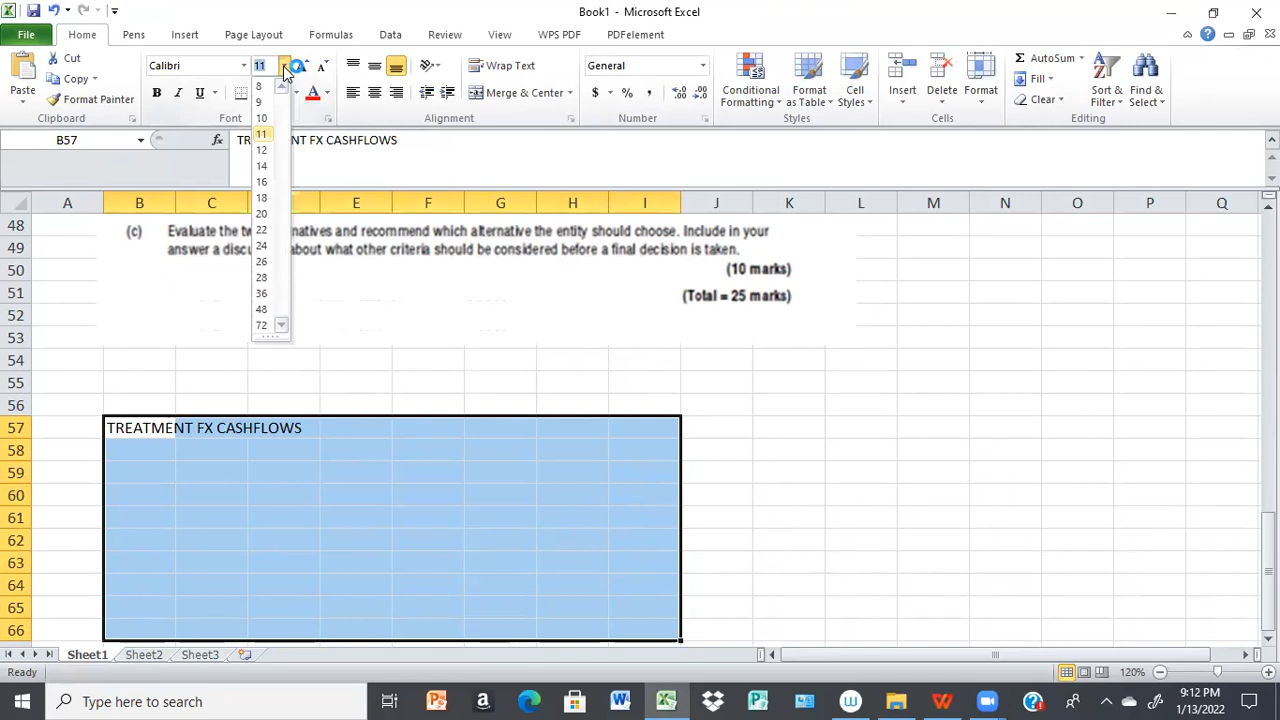 Book1 - Microsoft Excel
File Home Pens Insert Page Layout Formulas Data Review View WPS PDF PDFelement
Cut
Copy
Format Painter
Paste
Clipboard
Calibri 11
B I U A
Font
Wrap Text
Merge & Center
Alignment
General
$ % ,
Number
Conditional Formatting
Format as Table
Cell Styles
Styles
Insert Delete Format
Cells
AutoSum
Fill
Clear
Sort & Filter
Find & Select
Editing
8
9
10
11
12
14
16
18
20
22
24
26
28
36
48
72
B57 fx TREATMENT FX CASHFLOWS
A B C E F G H I J K L M N O P Q
48
49
50
51
52
53
54
55
56
57
58
59
60
61
62
63
64
65
66
(c) Evaluate the tw natives and recommend which alternative the entity should choose. Include in your
answer a discu about what other criteria should be considered before a final decision is taken.
(10 marks)
(Total = 25 marks)
TREATMENT FX CASHFLOWS
Sheet1 Sheet2 Sheet3
Ready 120%
Type here to search
9:12 PM
1/13/2022